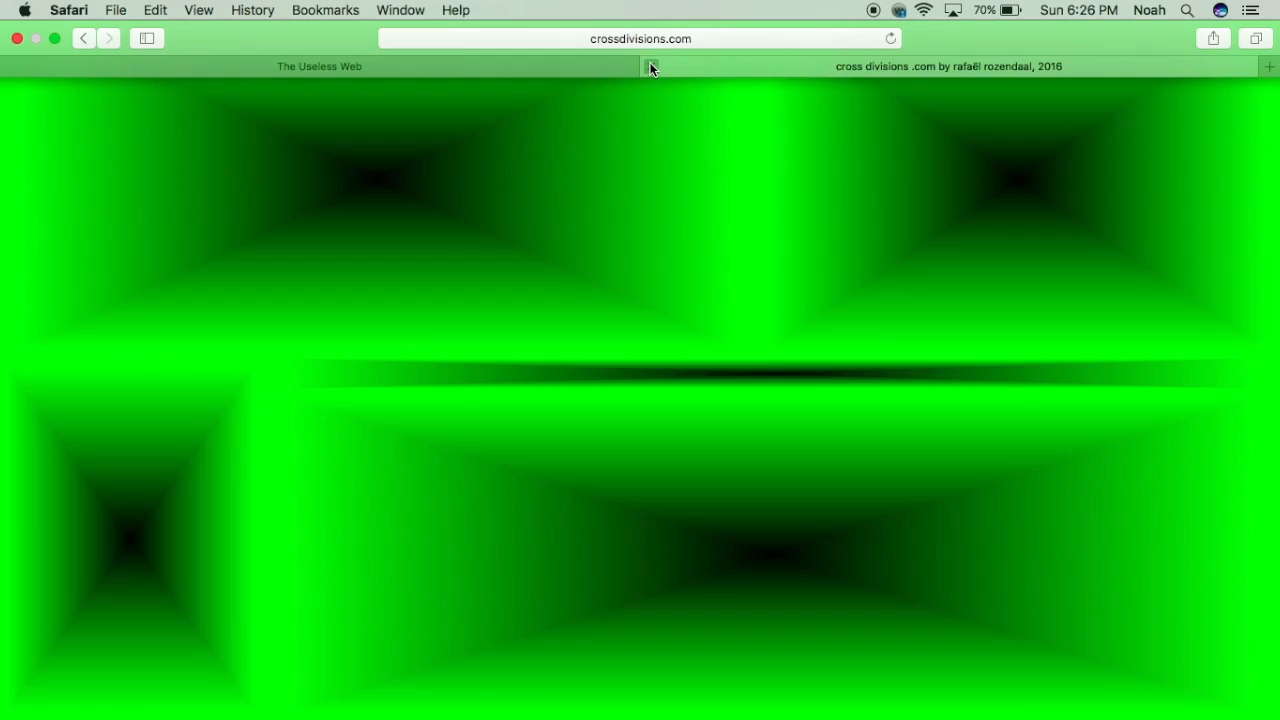 Safari File Edit View History Bookmarks Window Help 70% Sun 6:26 PM Noah
crossdivisions.com
The Useless Web cross divisions .com by rafaël rozendaal, 2016